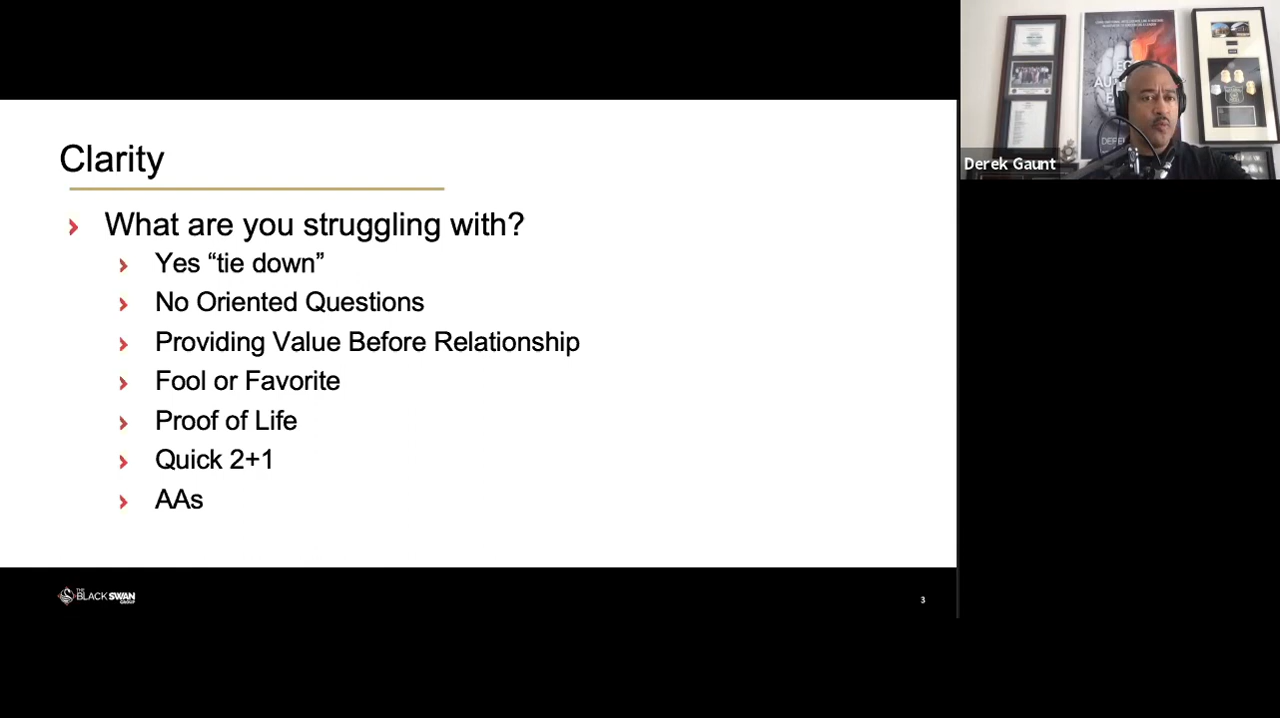 Clarity
What are you struggling with?
Yes “tie down”
No Oriented Questions
Providing Value Before Relationship
Fool or Favorite
Proof of Life
Quick 2+1
AAs
THE
BLACK SWAN
GROUP
3
Derek Gaunt